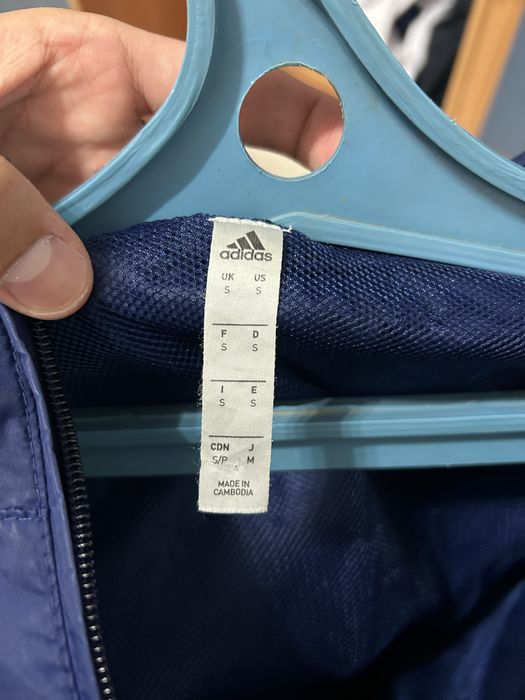 adidas
UK US
S S
F D
S S
I E
S S
CDN J
S/P M
MADE IN
CAMBODIA